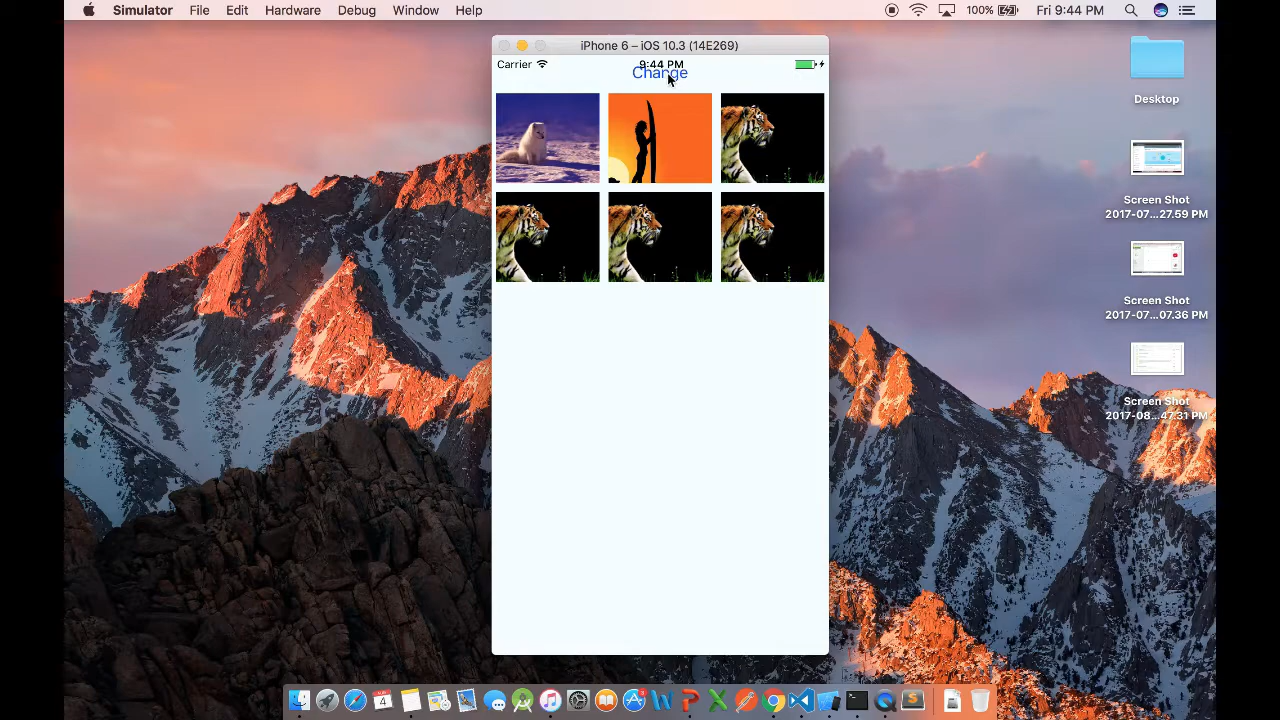 Simulator File Edit Hardware Debug Window Help 100% Fri 9:44 PM
iPhone 6 – iOS 10.3 (14E269)
Carrier 9:44 PM
Change
Desktop
Screen Shot
2017-07...27.59 PM
Screen Shot
2017-07...07.36 PM
Screen Shot
2017-08...47.31 PM
4